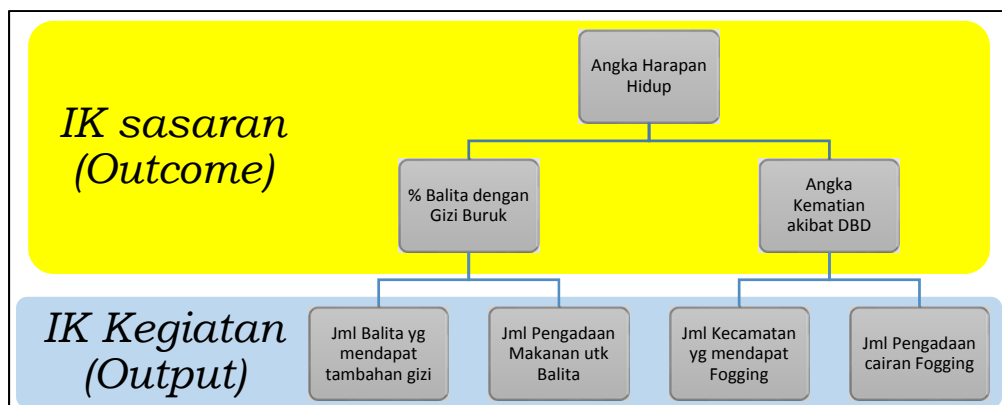 Angka Harapan
Hidup
IK sasaran
(Outcome)
% Balita dengan
Gizi Buruk
Angka
Kematian
akibat DBD
IK Kegiatan
(Output)
Jml Balita yg
mendapat
tambahan gizi
Jml Pengadaan
Makanan utk
Balita
Jml Kecamatan
yg mendapat
Fogging
Jml Pengadaan
cairan Fogging